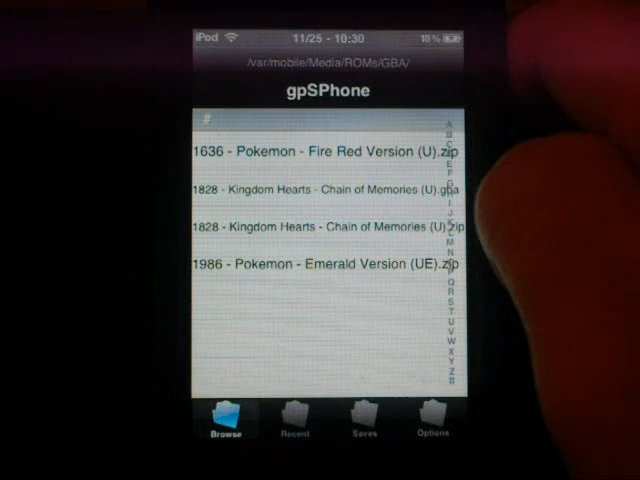 iPod 11/25 - 10:30 18%
/var/mobile/Media/ROMs/GBA/
gpSPhone
#
1636 - Pokemon - Fire Red Version (U).zip
1828 - Kingdom Hearts - Chain of Memories (U).gba
1828 - Kingdom Hearts - Chain of Memories (U).zip
1986 - Pokemon - Emerald Version (UE).zip
A
B
C
D
E
F
G
H
I
J
K
L
M
N
O
P
Q
R
S
T
U
V
W
X
Y
Z
#
Browse Recent Saves Options